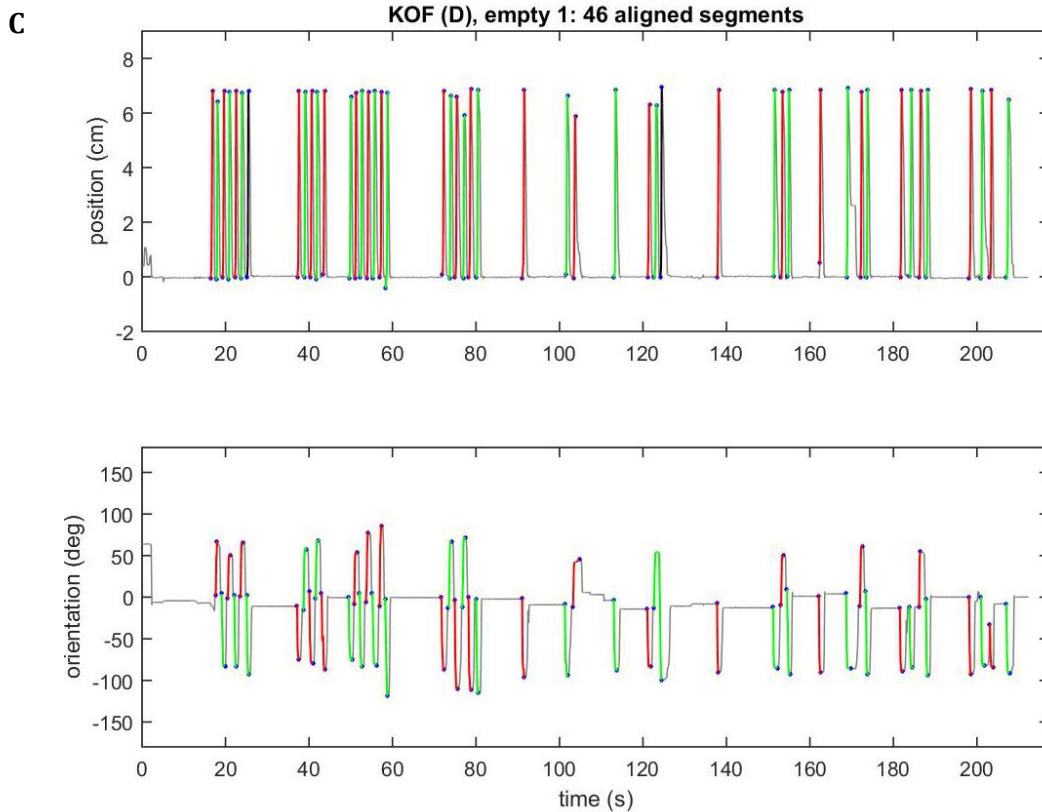 C
KOF (D), empty 1: 46 aligned segments
position (cm)
8
6
4
2
0
-2
0 20 40 60 80 100 120 140 160 180 200
orientation (deg)
150
100
50
0
-50
-100
-150
0 20 40 60 80 100 120 140 160 180 200
time (s)